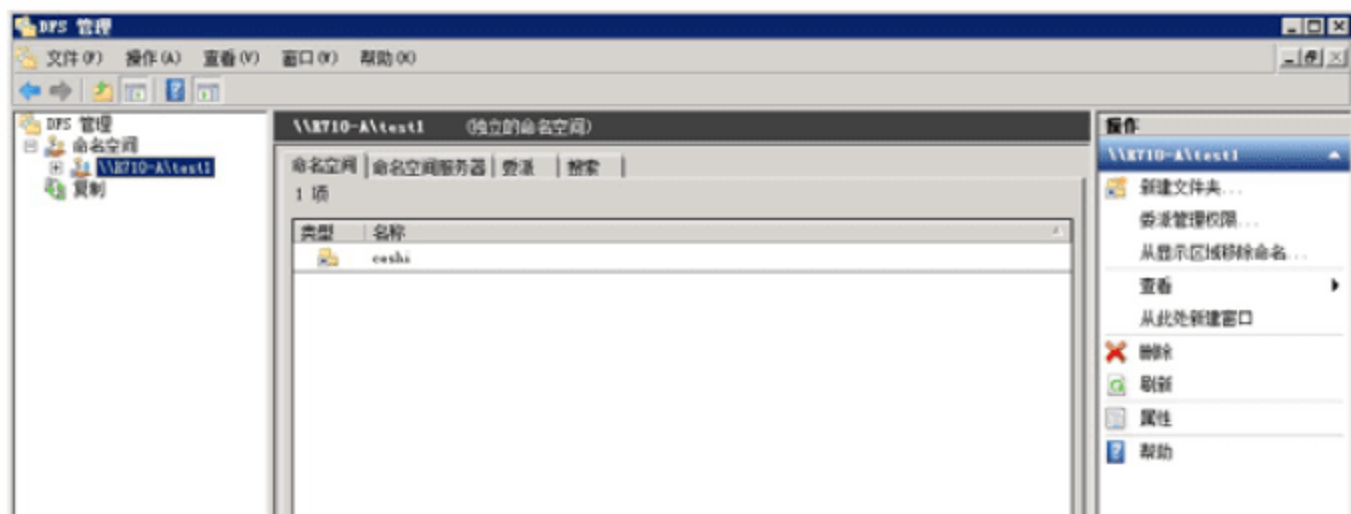 DFS 管理
文件(F) 操作(A) 查看(V) 窗口(W) 帮助(H)
DFS 管理
命名空间
\\R710-A\test1
复制
\\R710-A\test1 (独立的命名空间)
命名空间 命名空间服务器 委派 搜索
1 项
类型 名称
ceshi
操作
\\R710-A\test1
新建文件夹...
委派管理权限...
从显示区域移除命名...
查看
从此处新建窗口
删除
刷新
属性
帮助